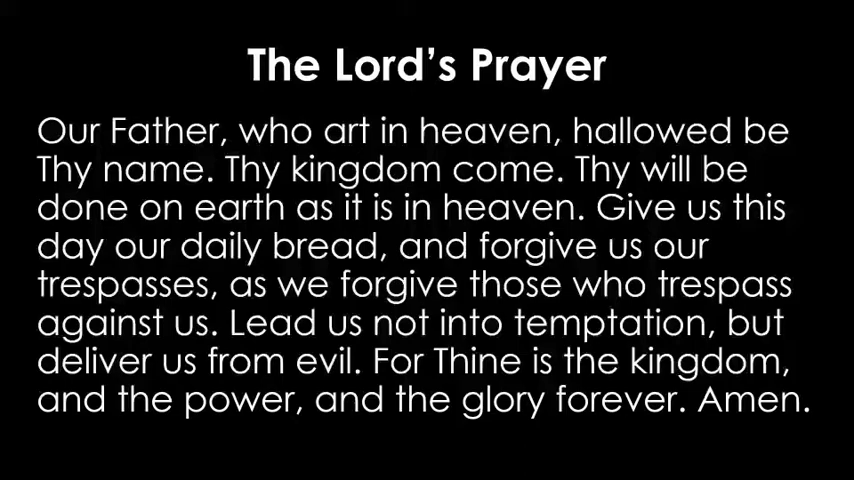 The Lord’s Prayer
Our Father, who art in heaven, hallowed be
Thy name. Thy kingdom come. Thy will be
done on earth as it is in heaven. Give us this
day our daily bread, and forgive us our
trespasses, as we forgive those who trespass
against us. Lead us not into temptation, but
deliver us from evil. For Thine is the kingdom,
and the power, and the glory forever. Amen.